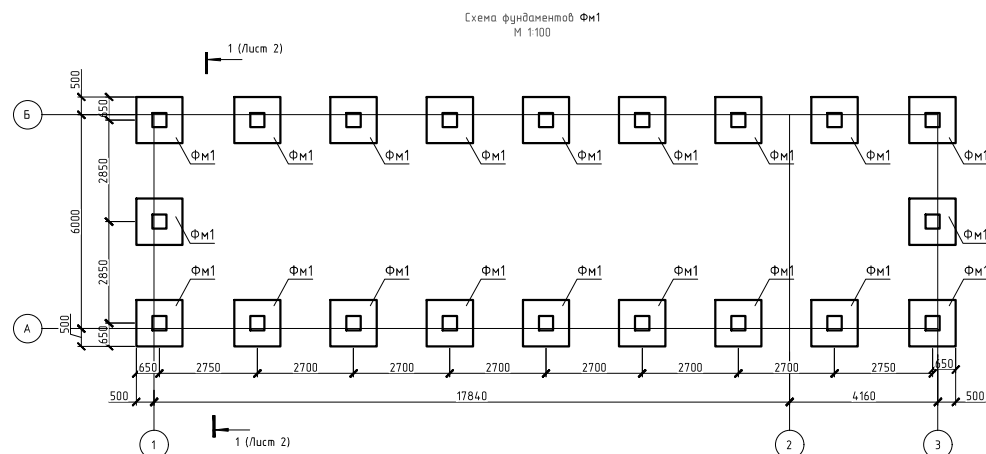 Схема фундаментов Фм1
М 1:100
1 (Лист 2)
500
650
Б
Фм1 Фм1 Фм1 Фм1 Фм1 Фм1 Фм1 Фм1 Фм1
2850
6000
Фм1 Фм1
2850
Фм1 Фм1 Фм1 Фм1 Фм1 Фм1 Фм1 Фм1 Фм1
А
500
650
650 2750 2700 2700 2700 2700 2700 2700 2750 650
500 17840 4160 500
1 (Лист 2)
1 2 3